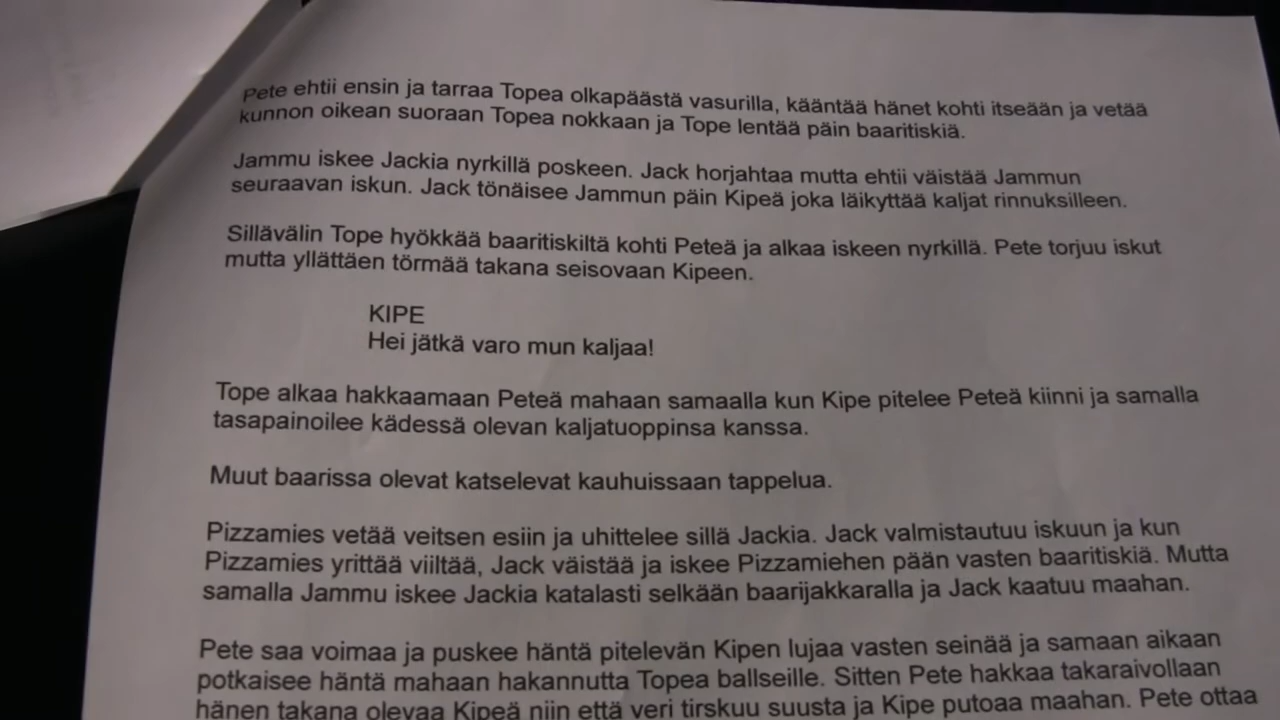 Pete ehtii ensin ja tarraa Topea olkapäästä vasurilla, kääntää hänet kohti itseään ja vetää
kunnon oikean suoraan Topea nokkaan ja Tope lentää päin baaritiskiä.
Jammu iskee Jackia nyrkillä poskeen. Jack horjahtaa mutta ehtii väistää Jammun
seuraavan iskun. Jack tönäisee Jammun päin Kipeä joka läikyttää kaljat rinnuksilleen.
Sillävälin Tope hyökkää baaritiskiltä kohti Peteä ja alkaa iskeen nyrkillä. Pete torjuu iskut
mutta yllättäen törmää takana seisovaan Kipeen.
KIPE
Hei jätkä varo mun kaljaa!
Tope alkaa hakkaamaan Peteä mahaan samaalla kun Kipe pitelee Peteä kiinni ja samalla
tasapainoilee kädessä olevan kaljatuoppinsa kanssa.
Muut baarissa olevat katselevat kauhuissaan tappelua.
Pizzamies vetää veitsen esiin ja uhittelee sillä Jackia. Jack valmistautuu iskuun ja kun
Pizzamies yrittää viiltää, Jack väistää ja iskee Pizzamiehen pään vasten baaritiskiä. Mutta
samalla Jammu iskee Jackia katalasti selkään baarijakkaralla ja Jack kaatuu maahan.
Pete saa voimaa ja puskee häntä pitelevän Kipen lujaa vasten seinää ja samaan aikaan
potkaisee häntä mahaan hakannutta Topea ballseille. Sitten Pete hakkaa takaraivollaan
hänen takana olevaa Kipeä niin että veri tirskuu suusta ja Kipe putoaa maahan. Pete ottaa